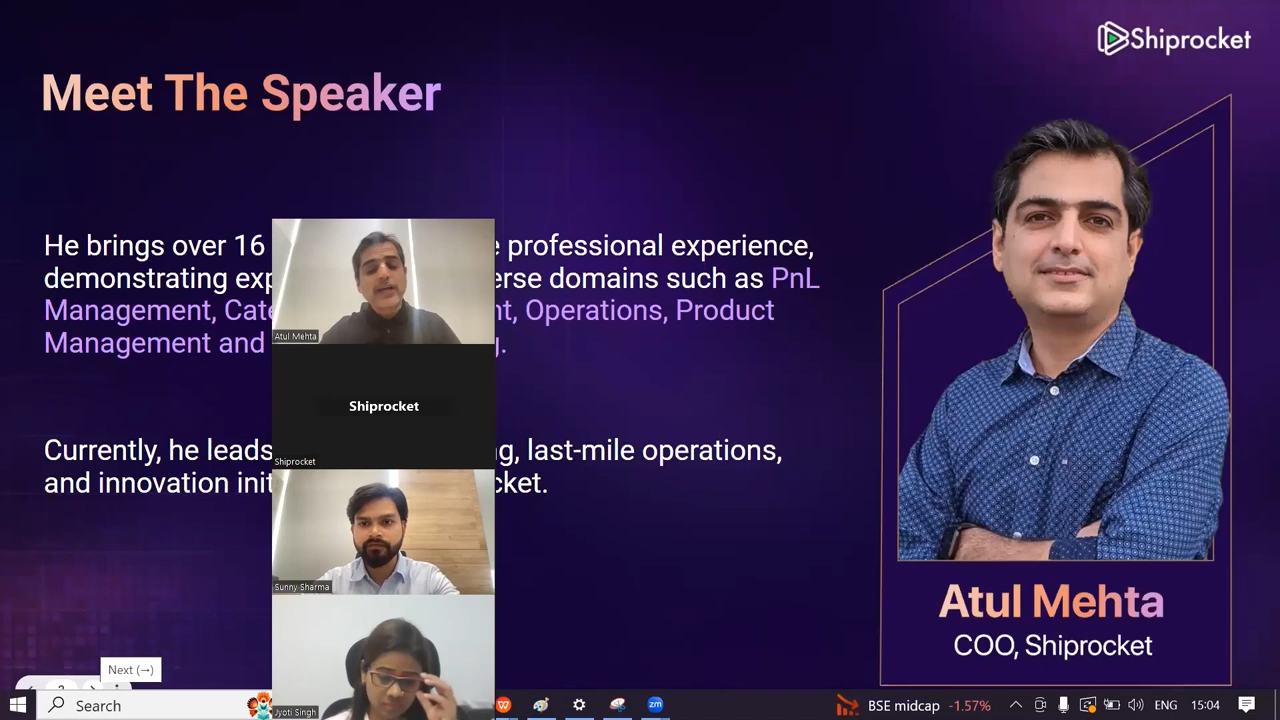 Shiprocket
Meet The Speaker
He brings over 16
e professional experience,
demonstrating exp
erse domains such as PnL
Management, Cate
nt, Operations, Product
Management and
g.
Currently, he leads
ng, last-mile operations,
and innovation init
cket.
Atul Mehta
Shiprocket
Shiprocket
Sunny Sharma
Jyoti Singh
Atul Mehta
COO, Shiprocket
Next (→)
Search
BSE midcap -1.57%
ENG
15:04